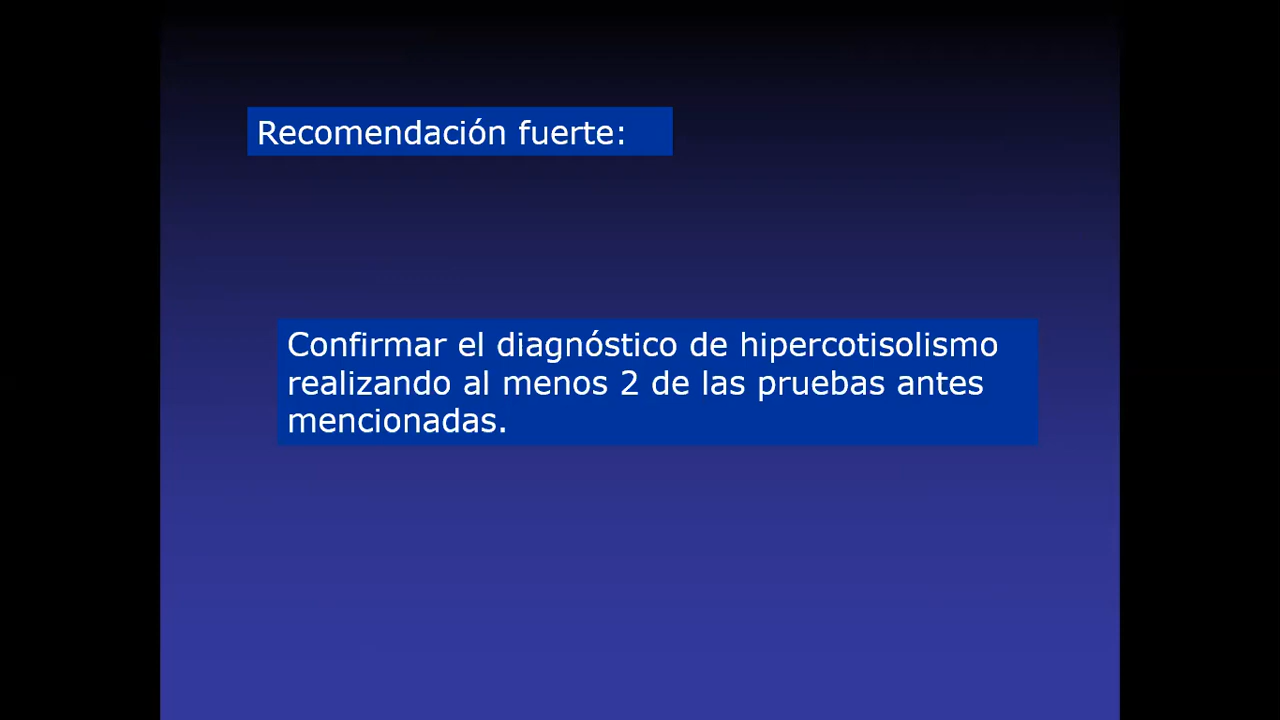 Recomendación fuerte:
Confirmar el diagnóstico de hipercotisolismo
realizando al menos 2 de las pruebas antes
mencionadas.